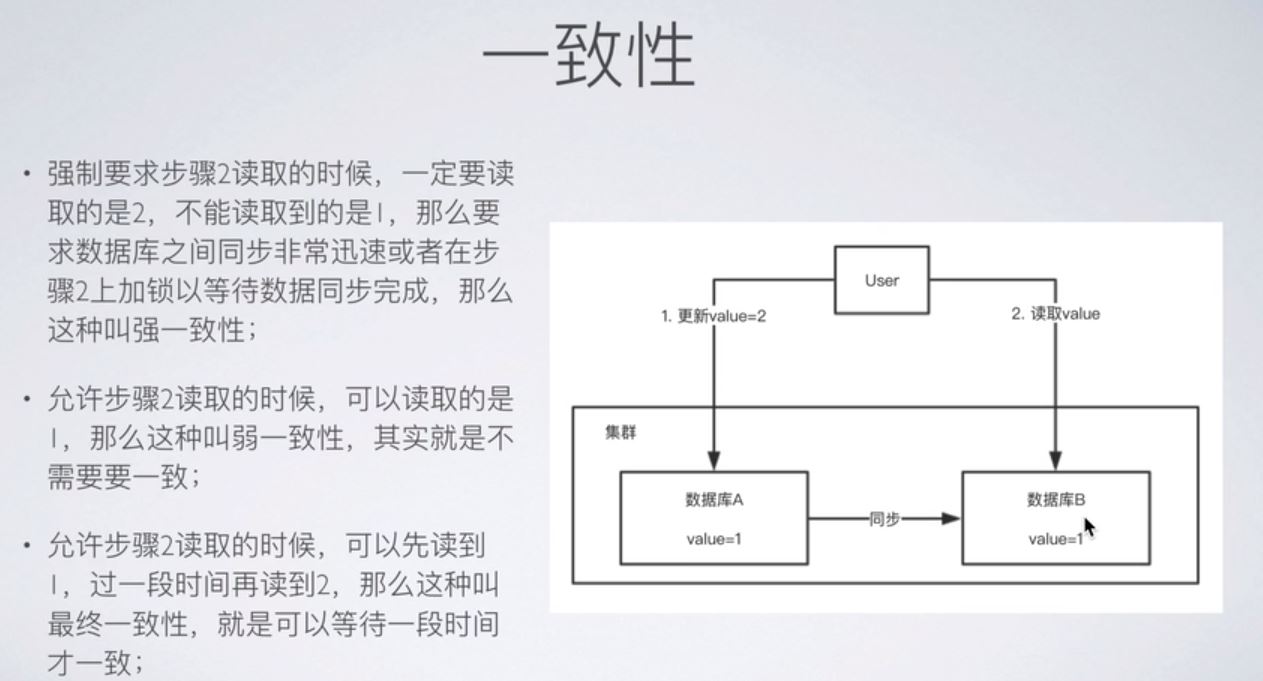 一致性
• 强制要求步骤2读取的时候，一定要读
取的是2，不能读取到的是1，那么要
求数据库之间同步非常迅速或者在步
骤2上加锁以等待数据同步完成，那么
这种叫强一致性；
• 允许步骤2读取的时候，可以读取的是
1，那么这种叫弱一致性，其实就是不
需要要一致；
• 允许步骤2读取的时候，可以先读到
1，过一段时间再读到2，那么这种叫
最终一致性，就是可以等待一段时间
才一致；
User
1. 更新value=2
2. 读取value
集群
数据库A
value=1
同步
数据库B
value=1